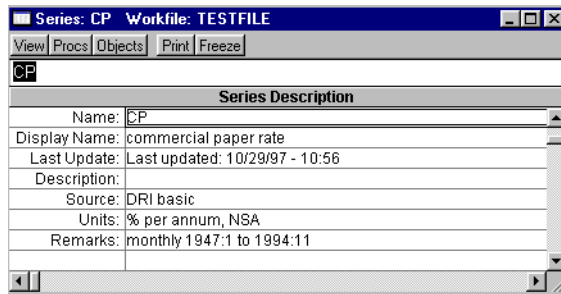 Series: CP Workfile: TESTFILE
View Procs Objects Print Freeze
CP
Series Description
Name: CP
Display Name: commercial paper rate
Last Update: Last updated: 10/29/97 - 10:56
Description:
Source: DRI basic
Units: % per annum, NSA
Remarks: monthly 1947:1 to 1994:11